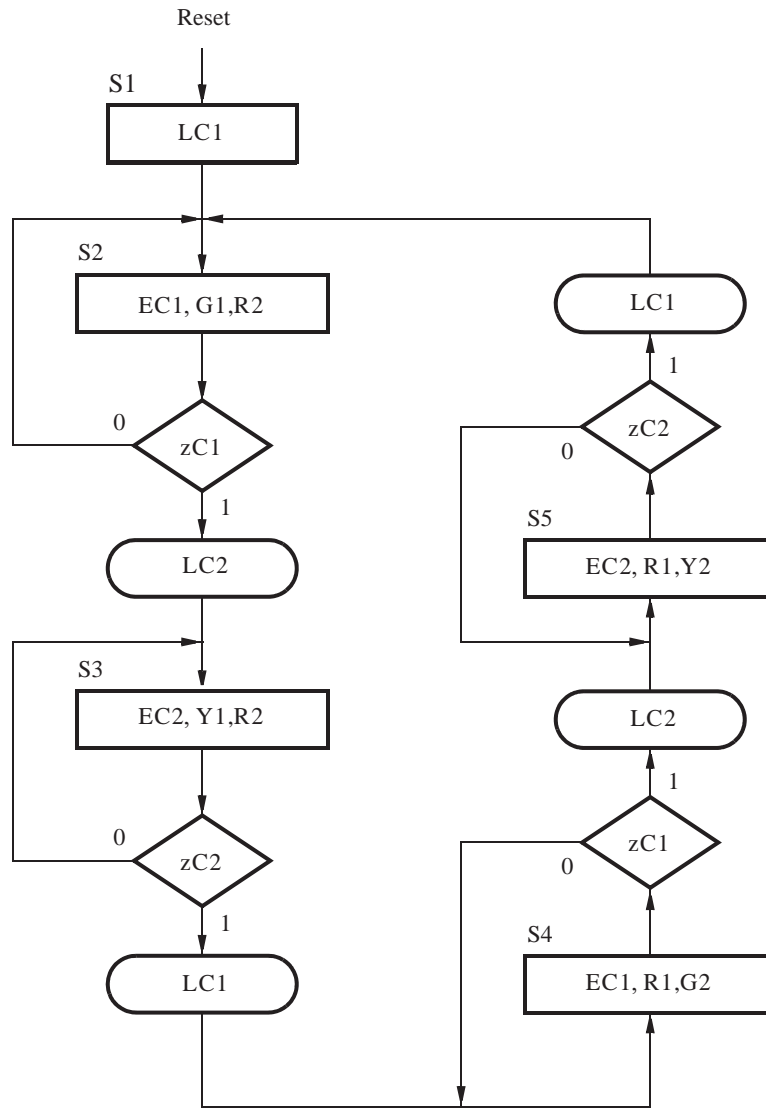 Reset
S1
LC1
S2
EC1, G1,R2
0
zC1
1
LC2
S3
EC2, Y1,R2
0
zC2
1
LC1
LC1
1
zC2
0
S5
EC2, R1,Y2
LC2
1
zC1
0
S4
EC1, R1,G2